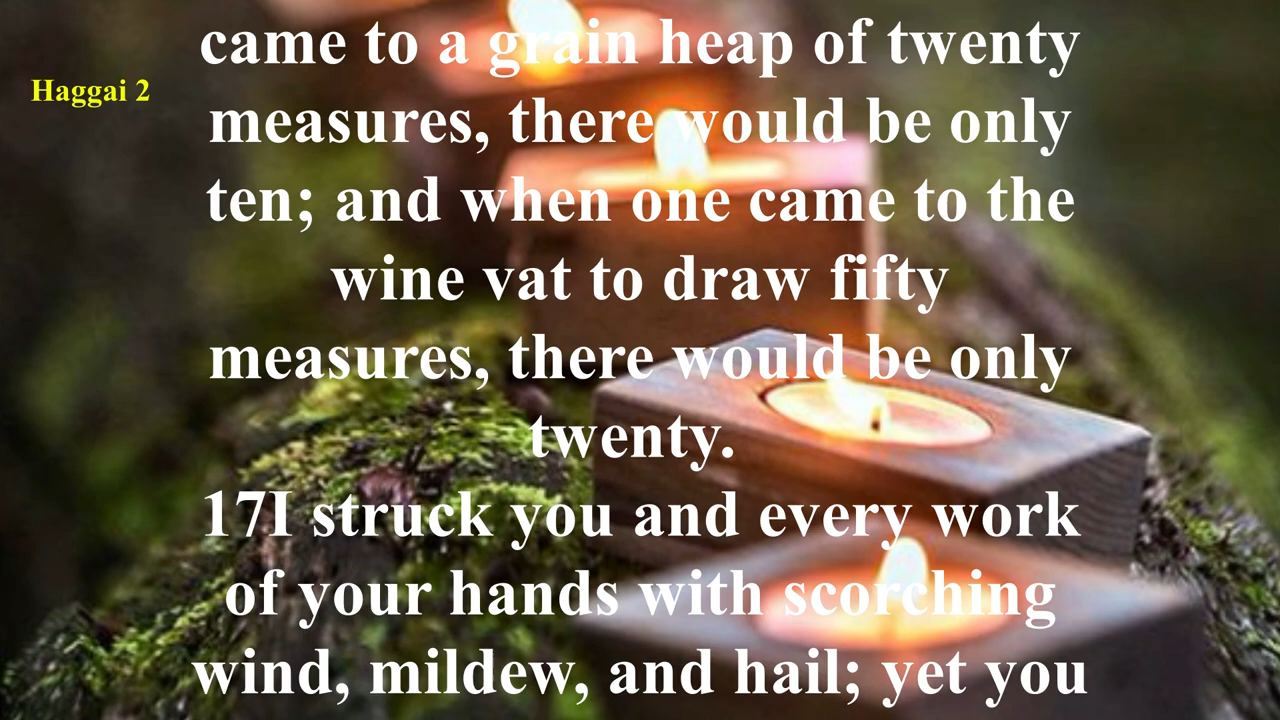 came to a grain heap of twenty
Haggai 2
measures, there would be only
ten; and when one came to the
wine vat to draw fifty
measures, there would be only
twenty.
17I struck you and every work
of your hands with scorching
wind, mildew, and hail; yet you